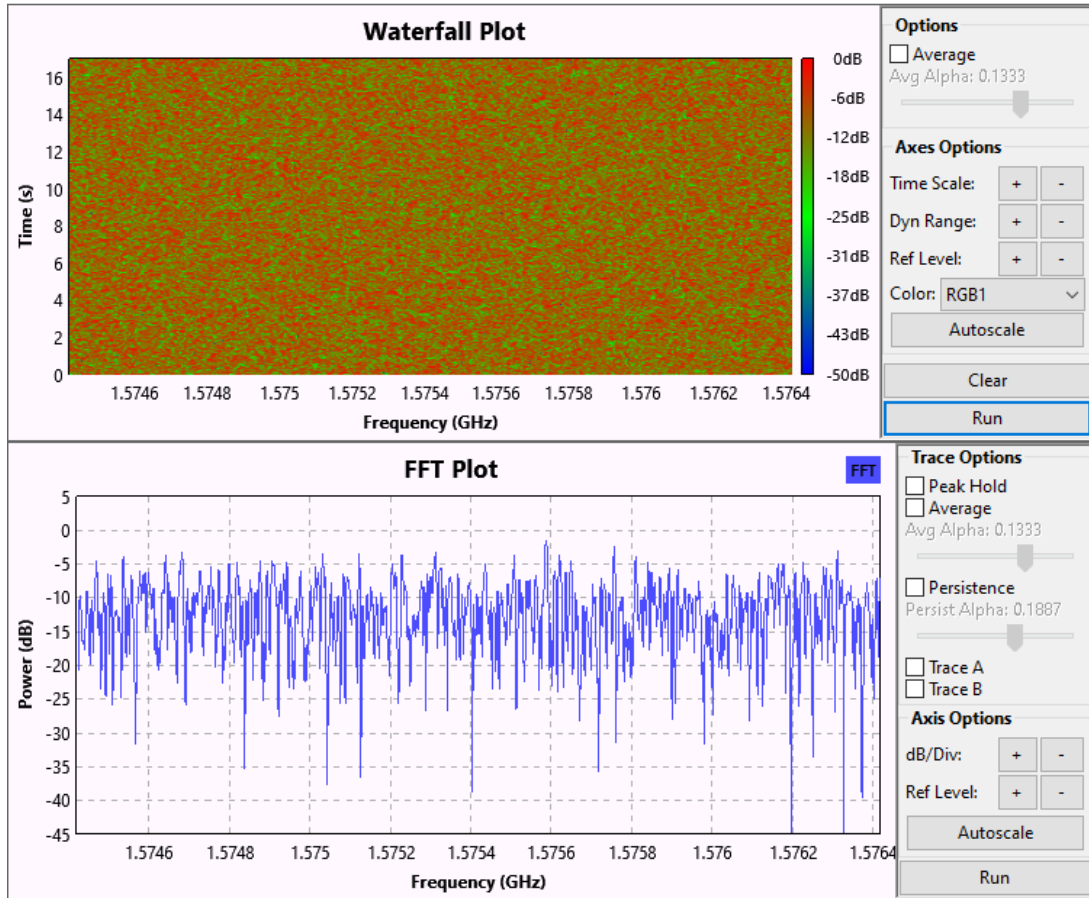 Waterfall Plot
16
14
12
10
8
6
4
2
0
Time (s)
1.5746 1.5748 1.575 1.5752 1.5754 1.5756 1.5758 1.576 1.5762 1.5764
Frequency (GHz)
0dB
-6dB
-12dB
-18dB
-25dB
-31dB
-37dB
-43dB
-50dB
Options
Average
Avg Alpha: 0.1333
Axes Options
Time Scale: + -
Dyn Range: + -
Ref Level: + -
Color: RGB1
Autoscale
Clear
Run
FFT Plot
FFT
5
0
-5
-10
-15
-20
-25
-30
-35
-40
-45
Power (dB)
1.5746 1.5748 1.575 1.5752 1.5754 1.5756 1.5758 1.576 1.5762 1.5764
Frequency (GHz)
Trace Options
Peak Hold
Average
Avg Alpha: 0.1333
Persistence
Persist Alpha: 0.1887
Trace A
Trace B
Axis Options
dB/Div: + -
Ref Level: + -
Autoscale
Run